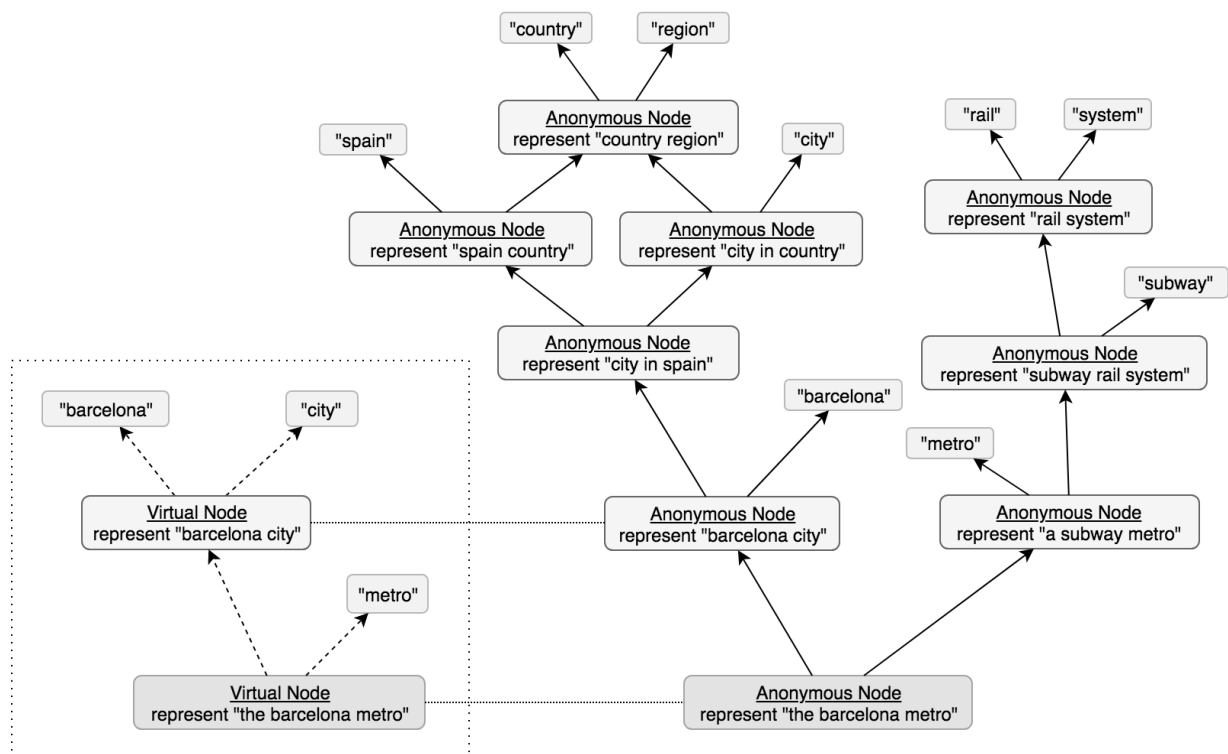 "country"
"region"
Anonymous Node
represent "country region"
"spain"
"city"
"rail"
"system"
Anonymous Node
represent "rail system"
Anonymous Node
represent "spain country"
Anonymous Node
represent "city in country"
"subway"
Anonymous Node
represent "city in spain"
Anonymous Node
represent "subway rail system"
"barcelona"
"city"
"barcelona"
"metro"
Virtual Node
represent "barcelona city"
Anonymous Node
represent "barcelona city"
Anonymous Node
represent "a subway metro"
"metro"
Virtual Node
represent "the barcelona metro"
Anonymous Node
represent "the barcelona metro"